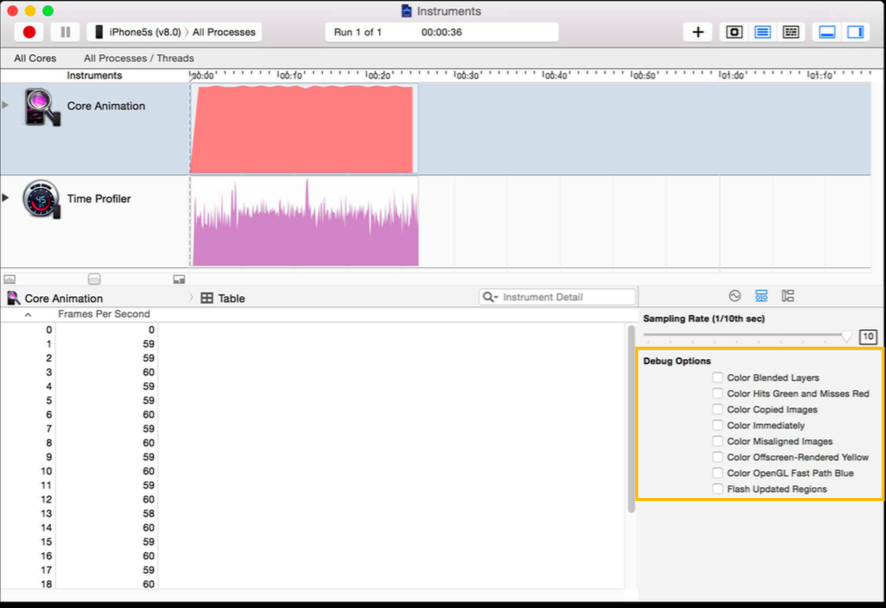 Instruments
iPhone5s (v8.0) 〉All Processes
Run 1 of 1 00:00:36
All Cores All Processes / Threads
Instruments 00:00 00:10 00:20 00:30 00:40 00:50 01:00 01:10
Core Animation
45
Time Profiler
Core Animation 〉 Table Instrument Detail
Frames Per Second
0 0
1 59
2 59
3 60
4 59
5 59
6 60
7 59
8 60
9 59
10 60
11 59
12 60
13 58
14 60
15 59
16 60
17 59
18 60
Sampling Rate (1/10th sec)
10
Debug Options
Color Blended Layers
Color Hits Green and Misses Red
Color Copied Images
Color Immediately
Color Misaligned Images
Color Offscreen-Rendered Yellow
Color OpenGL Fast Path Blue
Flash Updated Regions